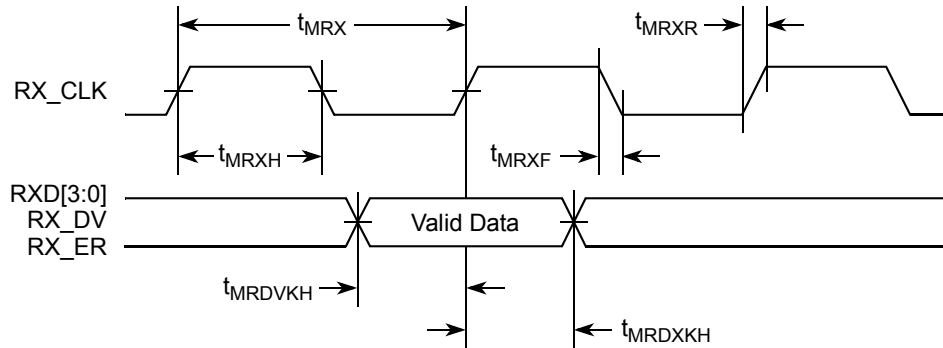 tMRX
tMRXR
RX_CLK
tMRXH
tMRXF
RXD[3:0]
RX_DV
Valid Data
RX_ER
tMRDVKH
tMRDXKH